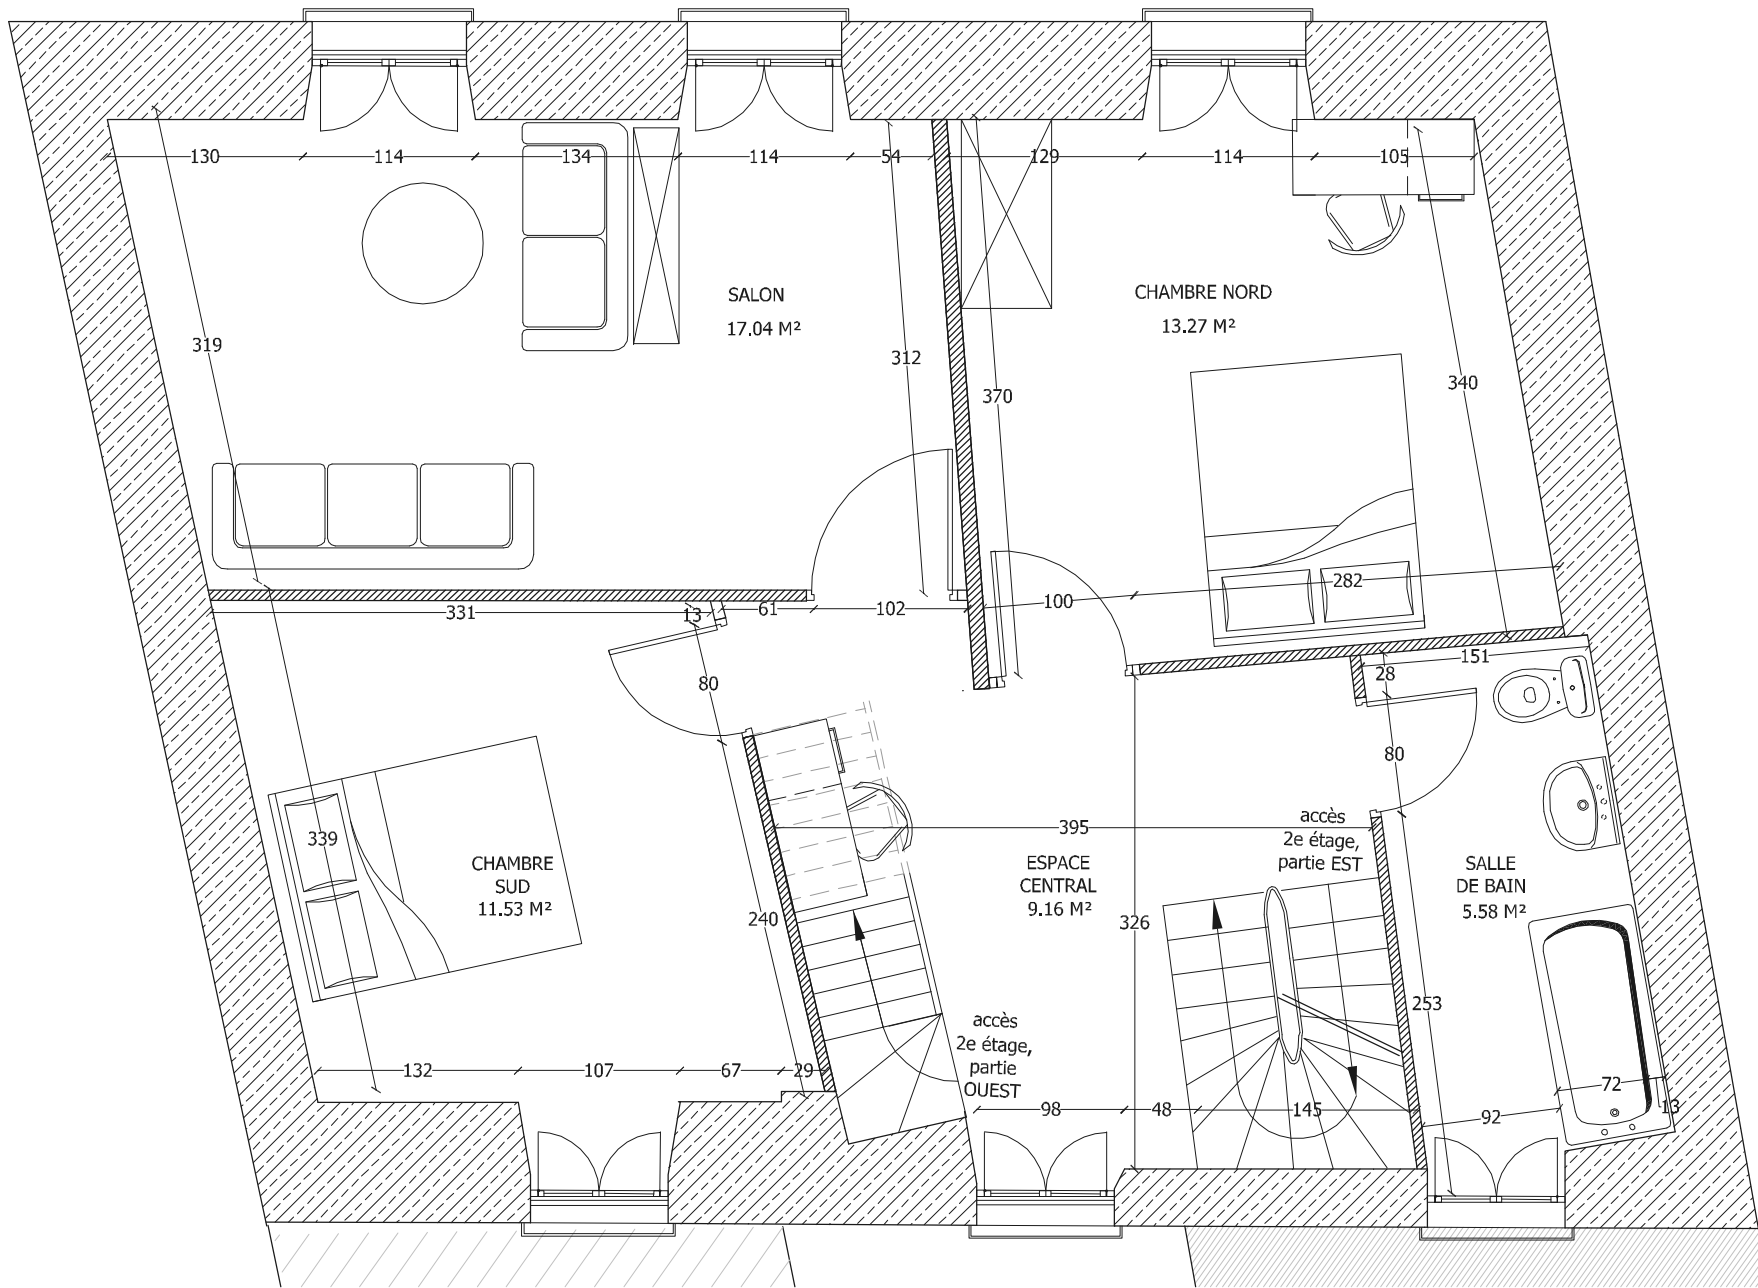 130
114
134
114
54
129
114
105
SALON
17.04 M²
CHAMBRE NORD
13.27 M²
319
312
370
340
282
100
331
13
61
102
151
28
80
80
395
accès
2e étage,
partie EST
339
CHAMBRE
SUD
11.53 M²
ESPACE
CENTRAL
9.16 M²
SALLE
DE BAIN
5.58 M²
240
326
253
accès
2e étage,
partie
OUEST
132
107
67
29
98
48
145
92
72
13